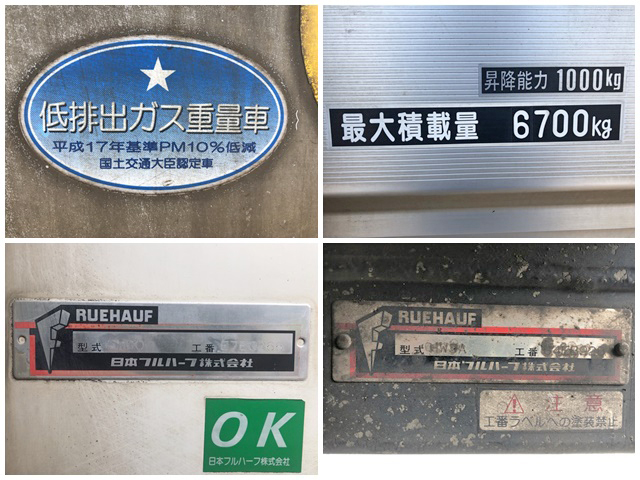 低排出ガス重量車
平成17年基準PM10%低減
国土交通大臣認定車
昇降能力 1000kg
最大積載量 6700kg
RUEHAUF
型式 工番
日本フルハーフ株式会社
OK
日本フルハーフ株式会社
RUEHAUF
型式 工番
日本フルハーフ株式会社
注意
工番ラベルへの塗装禁止